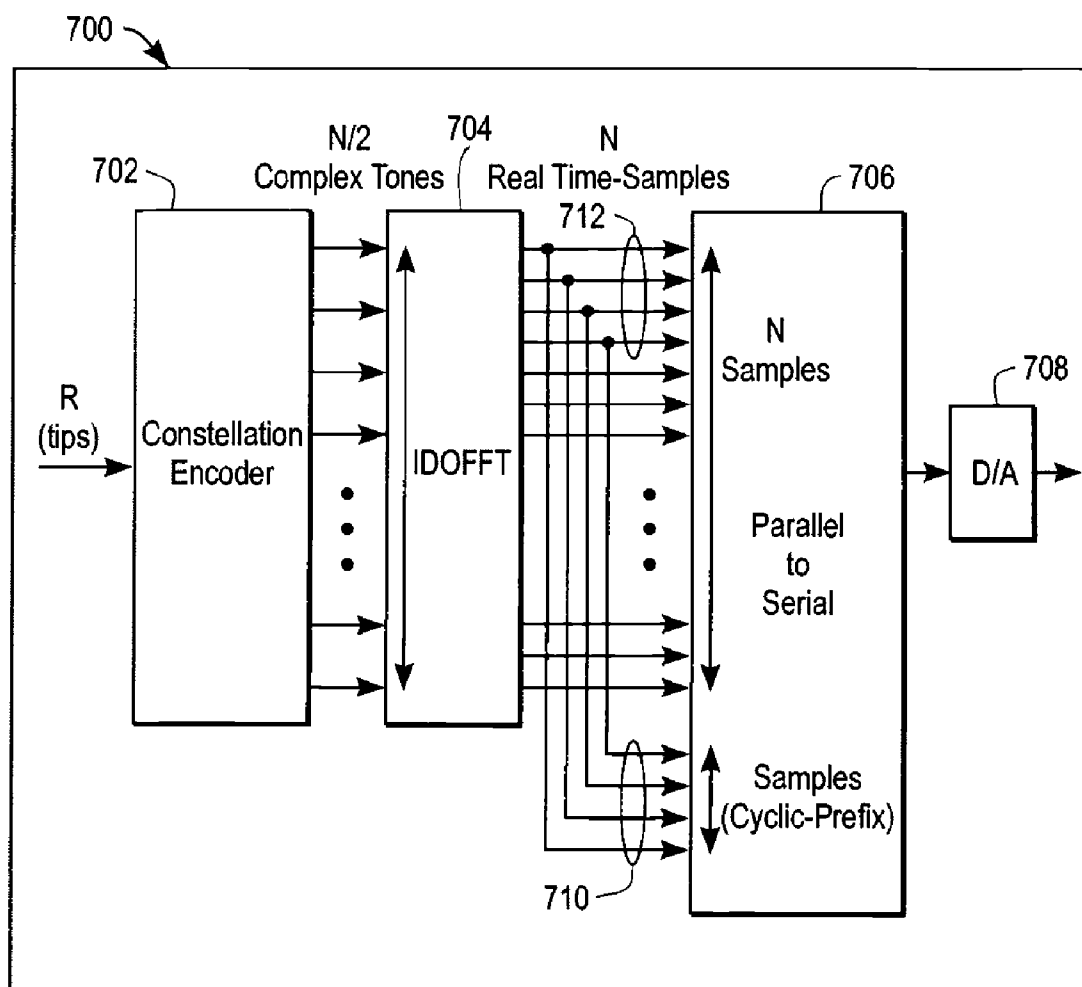 700
N/2
Complex Tones
704
N
Real Time-Samples
702
706
712
R
(tips)
Constellation
Encoder
IDOFFT
N
Samples
Parallel
to
Serial
708
D/A
Samples
(Cyclic-Prefix)
710